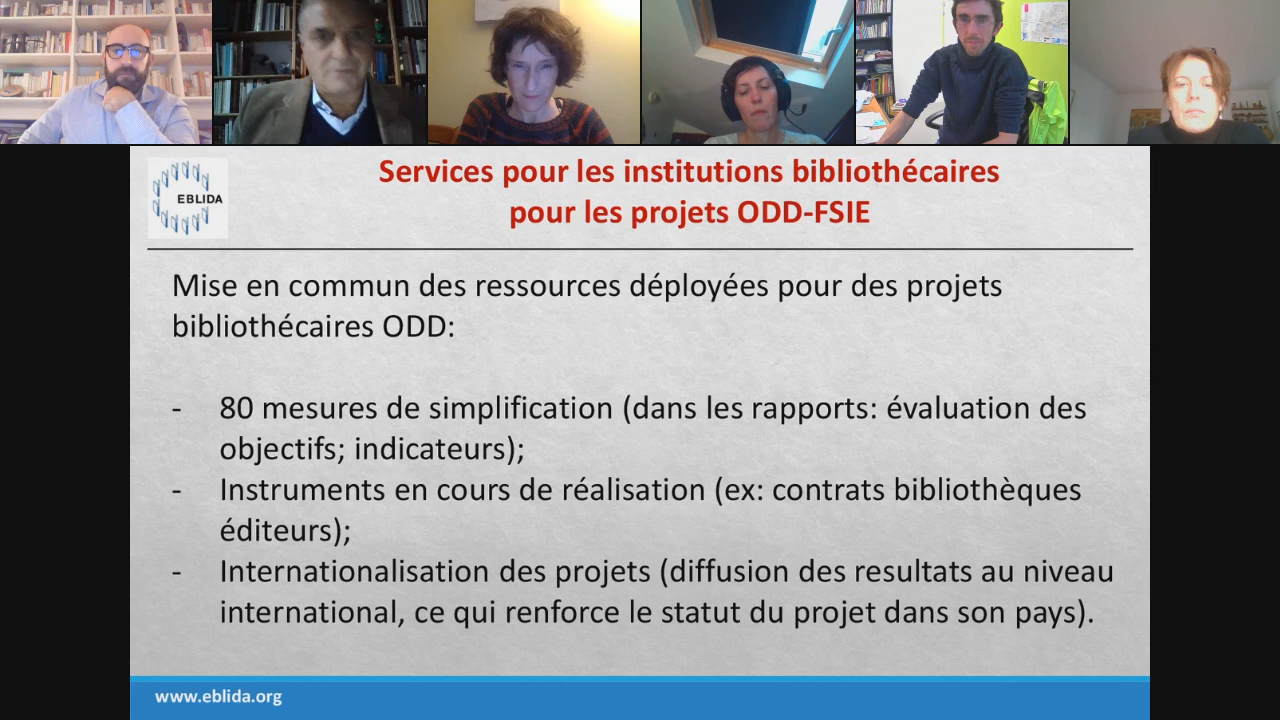 EBLIDA
Services pour les institutions bibliothécaires
pour les projets ODD-FSIE
Mise en commun des ressources déployées pour des projets
bibliothécaires ODD:
- 80 mesures de simplification (dans les rapports: évaluation des
objectifs; indicateurs);
- Instruments en cours de réalisation (ex: contrats bibliothèques
éditeurs);
- Internationalisation des projets (diffusion des resultats au niveau
international, ce qui renforce le statut du projet dans son pays).
www.eblida.org